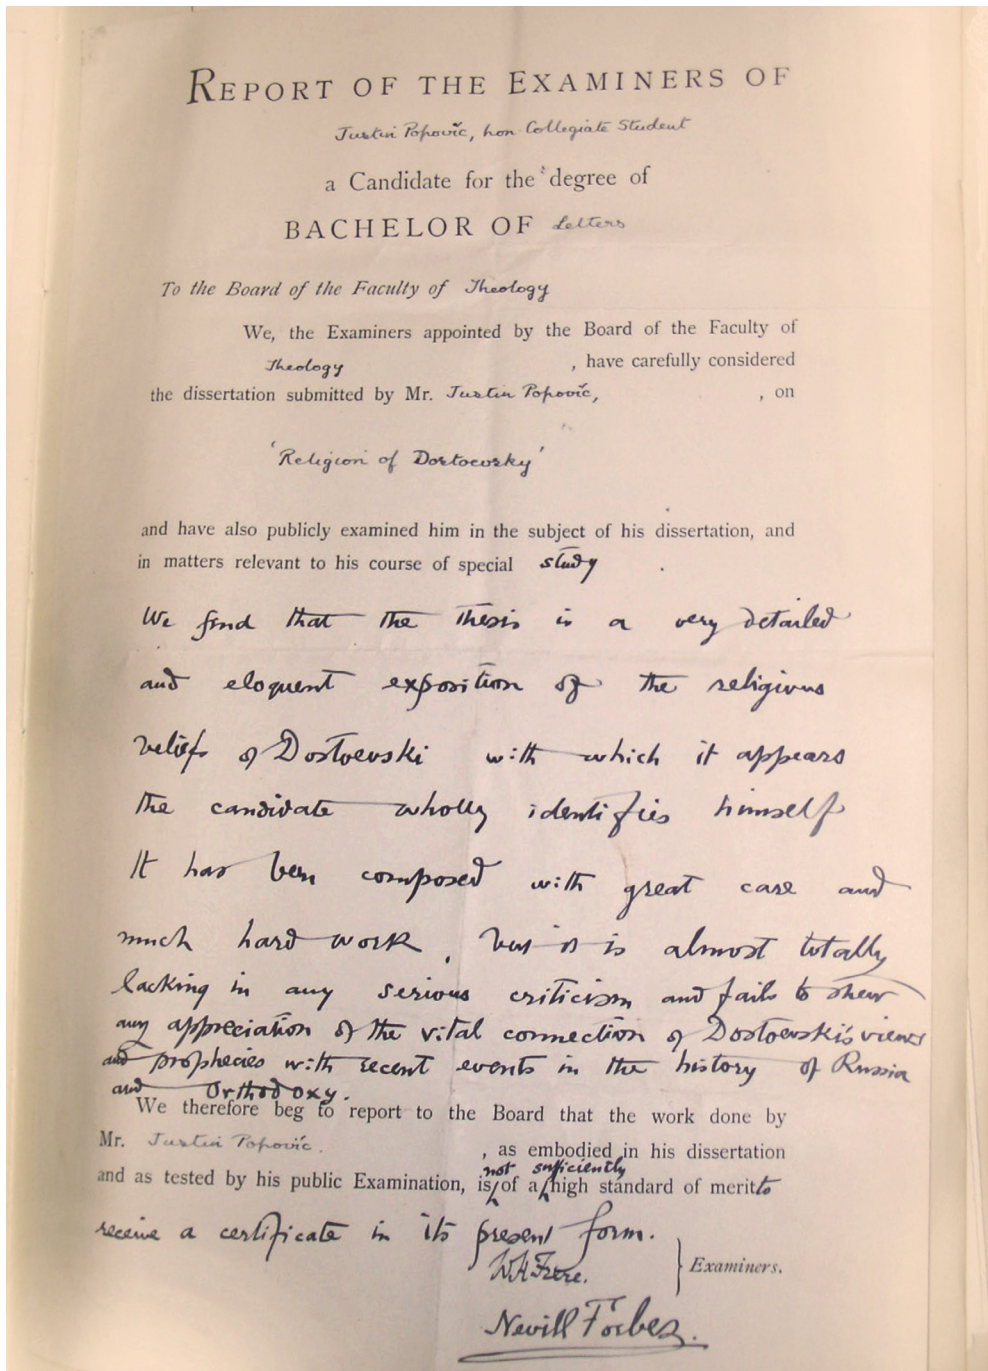 REPORT OF THE EXAMINERS OF
Justin Popovič, non-Collegiate Student
a Candidate for the degree of
BACHELOR OF Letters
To the Board of the Faculty of Theology
We, the Examiners appointed by the Board of the Faculty of
Theology , have carefully considered
the dissertation submitted by Mr. Justin Popovič, , on
'Religion of Dostoevsky'
and have also publicly examined him in the subject of his dissertation, and
in matters relevant to his course of special study .
We find that the thesis is a very detailed
and eloquent exposition of the religious
beliefs of Dostoevski with which it appears
the candidate wholly identifies himself
It has been composed with great care and
much hard work, but it is almost totally
lacking in any serious criticism and fails to shew
any appreciation of the vital connection of Dostoevski's views
and prophecies with recent events in the history of Russia
and Orthodoxy.
We therefore beg to report to the Board that the work done by
Mr. Justin Popovič. , as embodied in his dissertation
and as tested by his public Examination, is not of a sufficiently high standard of merit to
receive a certificate in its present form.
WH Frere.
Examiners.
Nevill Forbes.